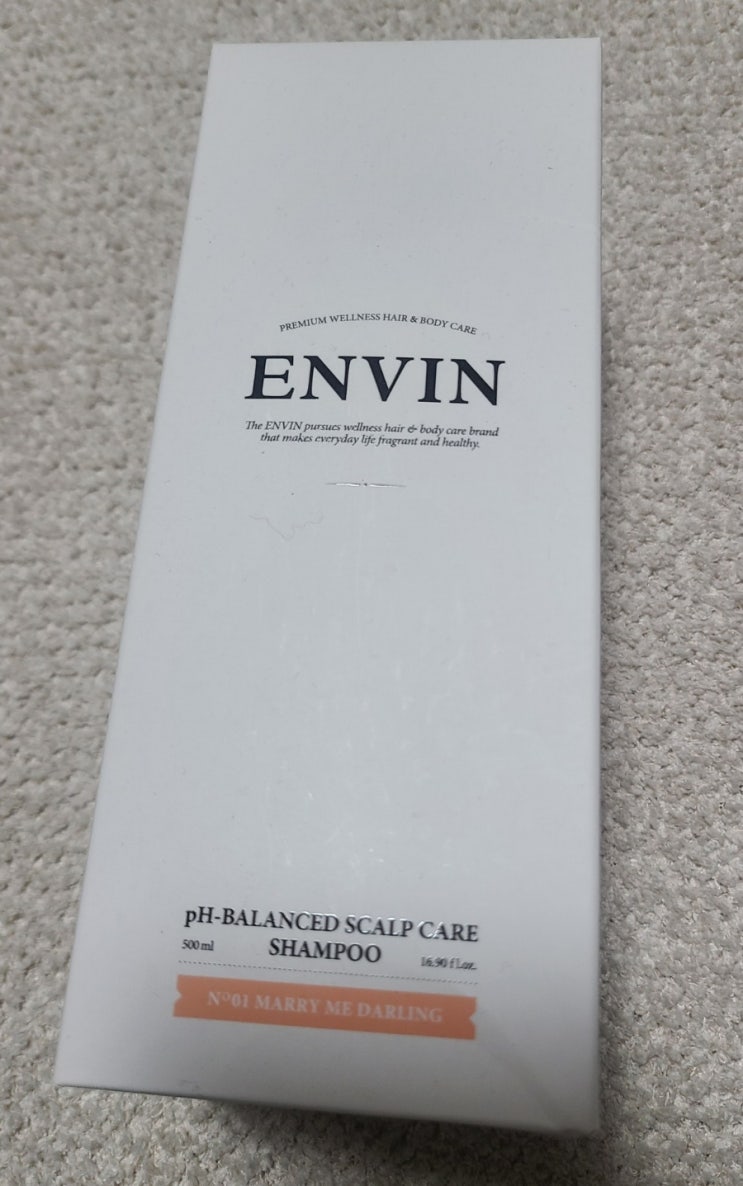 PREMIUM WELLNESS HAIR & BODY CARE
ENVIN
The ENVIN pursues wellness hair & body care brand
that makes everyday life fragrant and healthy.
pH-BALANCED SCALP CARE
SHAMPOO
500 ml
16.90 fl.oz.
Nº01 MARRY ME DARLING